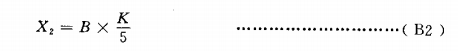 X₂ = B × K/5 ……………………………( B2 )